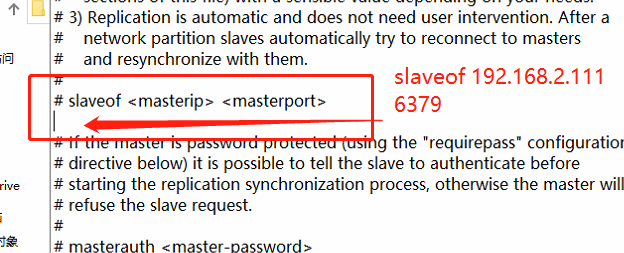 # sections of this file) with a sensible value depending on your needs.
# 3) Replication is automatic and does not need user intervention. After a
# network partition slaves automatically try to reconnect to masters
# and resynchronize with them.
#
# slaveof <masterip> <masterport>
slaveof 192.168.2.111
6379
# If the master is password protected (using the "requirepass" configuration
# directive below) it is possible to tell the slave to authenticate before
# starting the replication synchronization process, otherwise the master will
# refuse the slave request.
#
# masterauth <master-password>
问
rive
对象